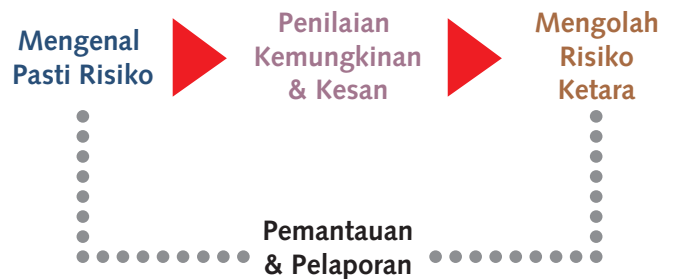 Mengenal
Pasti Risiko
Penilaian
Kemungkinan
& Kesan
Mengolah
Risiko
Ketara
Pemantauan
& Pelaporan